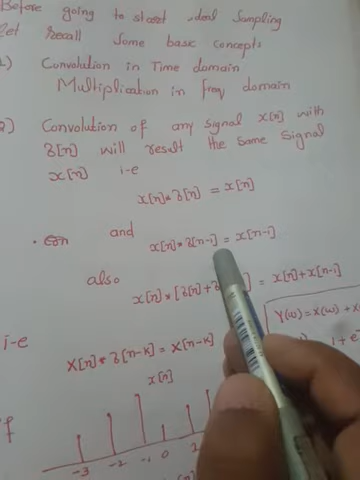 Before going to start ideal Sampling
let recall Some basic concepts
1) Convolution in Time domain
Multiplication in freq domain
2) Convolution of any signal x[n] with
δ[n] will result the same signal
x[n] i-e
x[n]*δ[n] = x[n]
and
x[n]*δ[n-1] = x[n-1]
also
x[n]*[δ[n]+δ ] = x[n]+x[n-1]
Y(ω)=X(ω)+X
i-e
x[n]*δ[n-k]=x[n-k]
1+e
x[n]
-3 -2 -1 0